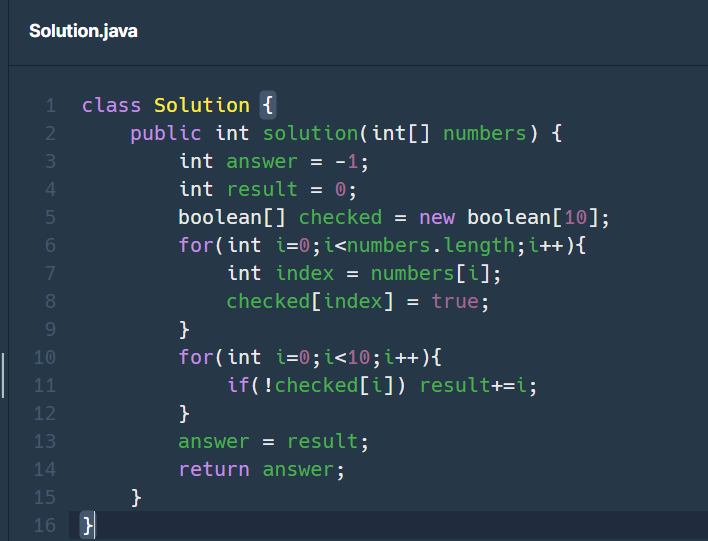 Solution.java
1 class Solution {
2     public int solution(int[] numbers) {
3         int answer = -1;
4         int result = 0;
5         boolean[] checked = new boolean[10];
6         for(int i=0;i<numbers.length;i++){
7             int index = numbers[i];
8             checked[index] = true;
9         }
10         for(int i=0;i<10;i++){
11             if(!checked[i]) result+=i;
12         }
13         answer = result;
14         return answer;
15     }
16 }